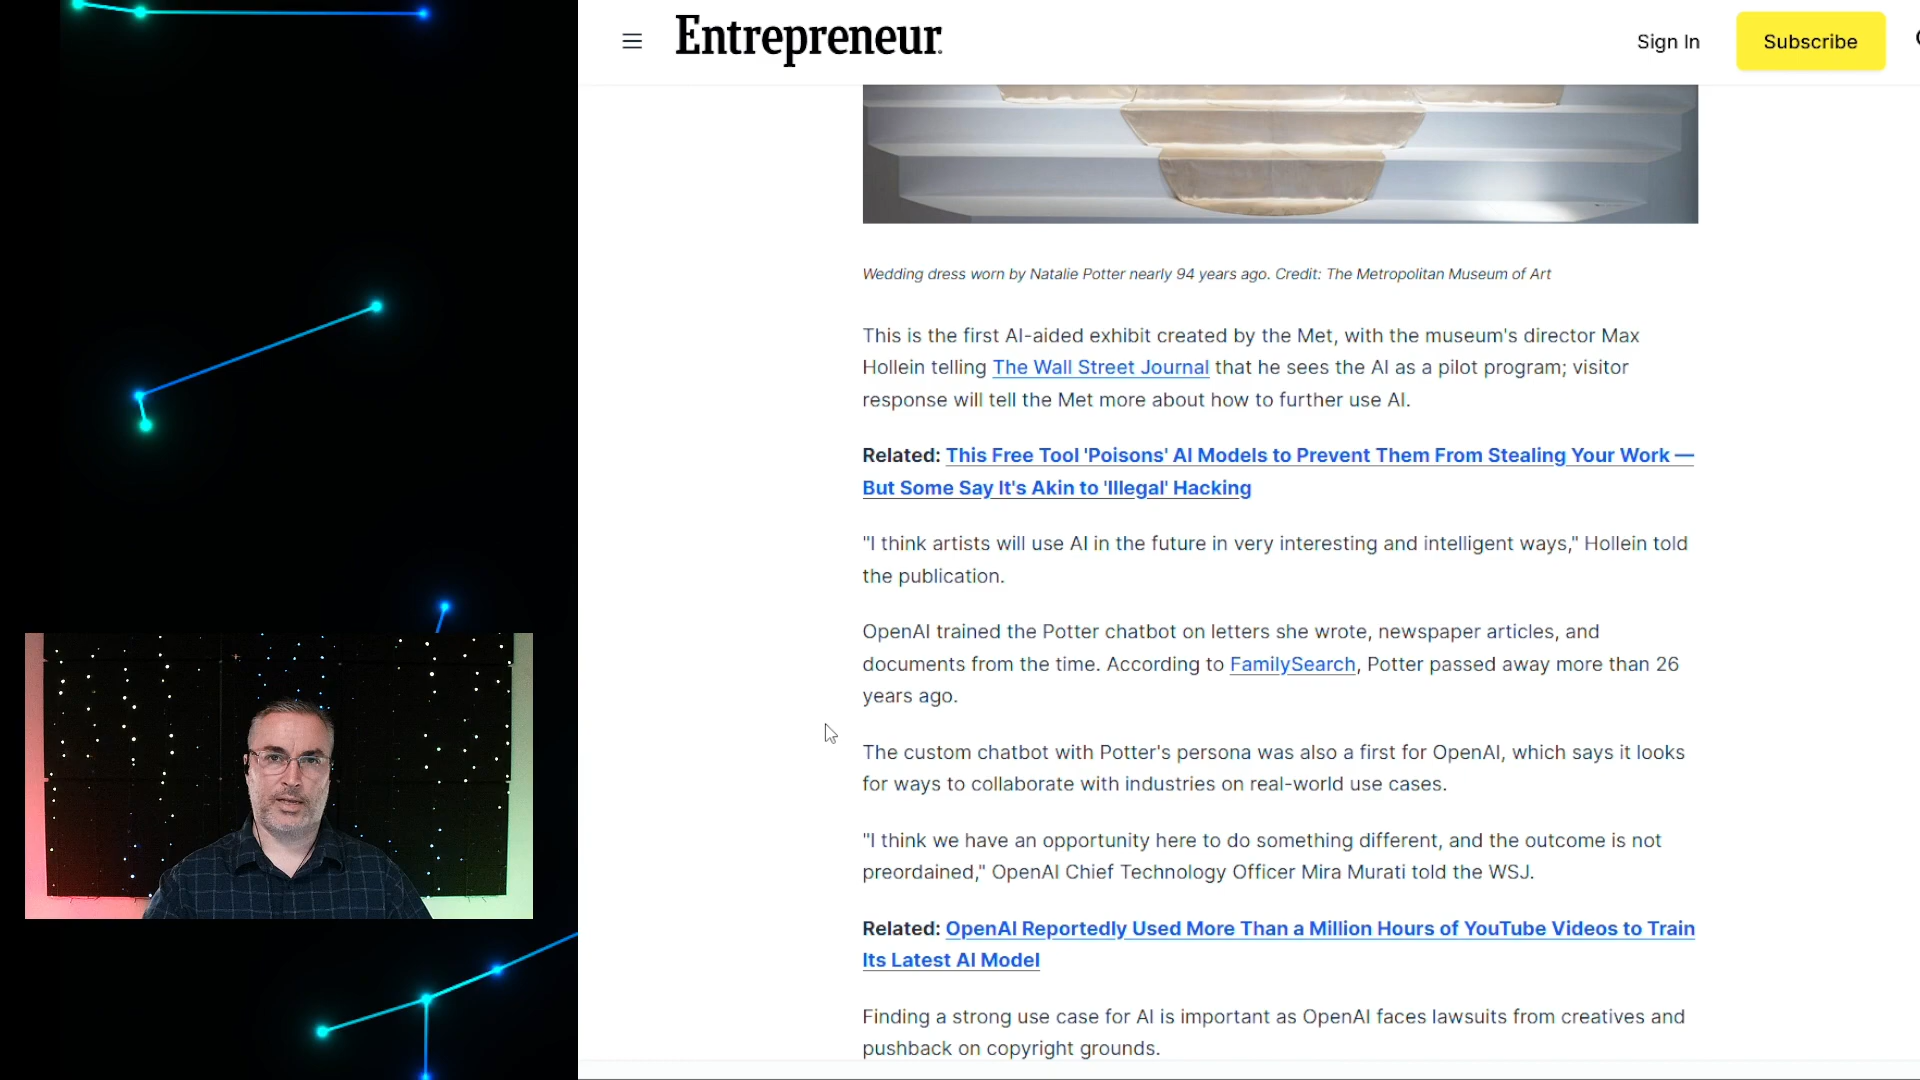 Entrepreneur
Sign In
Subscribe
Wedding dress worn by Natalie Potter nearly 94 years ago. Credit: The Metropolitan Museum of Art
This is the first AI-aided exhibit created by the Met, with the museum's director Max
Hollein telling The Wall Street Journal that he sees the AI as a pilot program; visitor
response will tell the Met more about how to further use AI.
Related: This Free Tool 'Poisons' AI Models to Prevent Them From Stealing Your Work —
But Some Say It's Akin to 'Illegal' Hacking
"I think artists will use AI in the future in very interesting and intelligent ways," Hollein told
the publication.
OpenAI trained the Potter chatbot on letters she wrote, newspaper articles, and
documents from the time. According to FamilySearch, Potter passed away more than 26
years ago.
The custom chatbot with Potter's persona was also a first for OpenAI, which says it looks
for ways to collaborate with industries on real-world use cases.
"I think we have an opportunity here to do something different, and the outcome is not
preordained," OpenAI Chief Technology Officer Mira Murati told the WSJ.
Related: OpenAI Reportedly Used More Than a Million Hours of YouTube Videos to Train
Its Latest AI Model
Finding a strong use case for AI is important as OpenAI faces lawsuits from creatives and
pushback on copyright grounds.